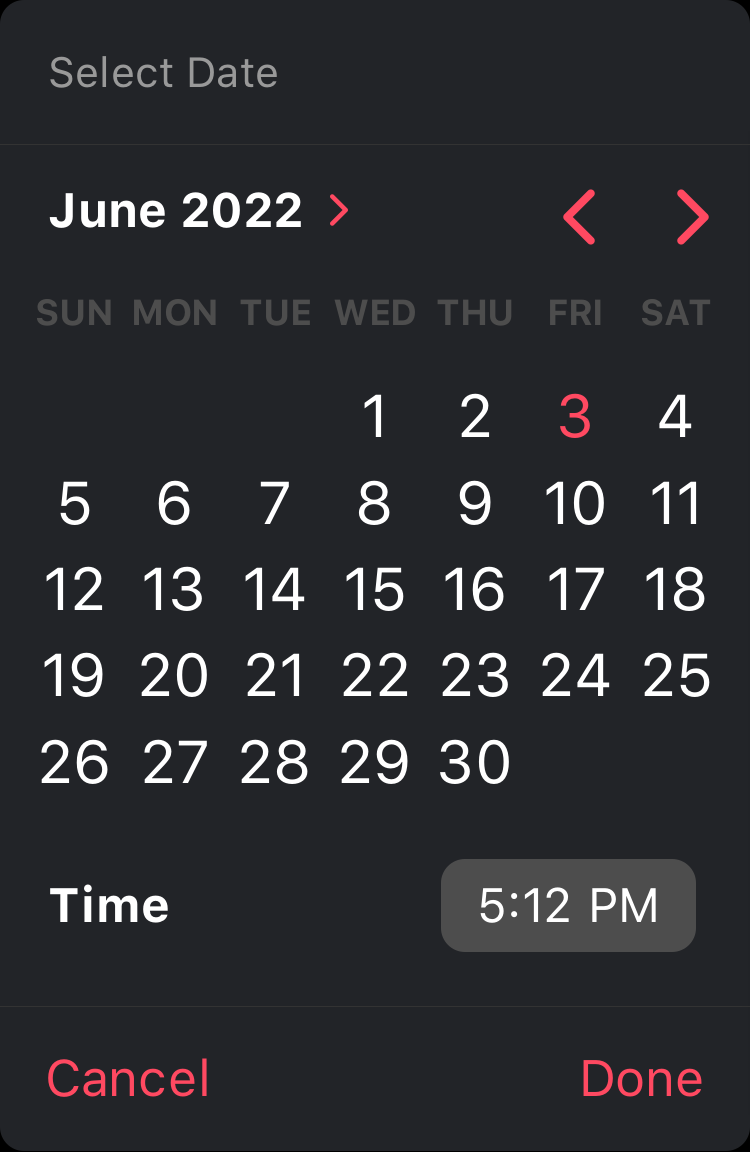 Select Date
June 2022
SUN MON TUE WED THU FRI SAT
1 2 3 4
5 6 7 8 9 10 11
12 13 14 15 16 17 18
19 20 21 22 23 24 25
26 27 28 29 30
Time 5:12 PM
Cancel Done